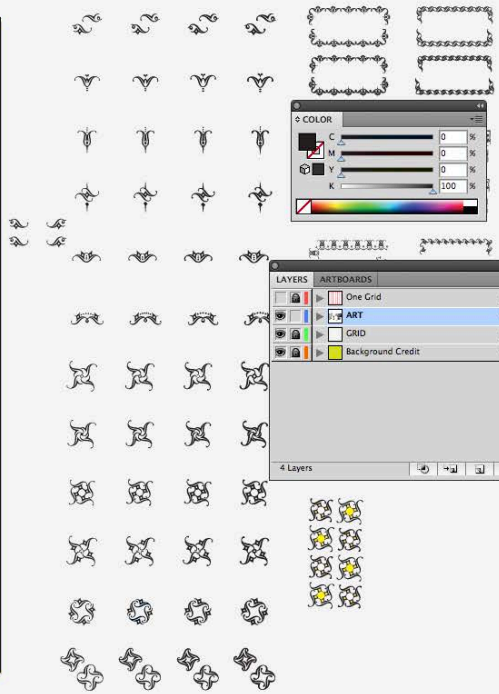 COLOR
C 0 %
M 0 %
Y 0 %
K 100 %
LAYERS ARTBOARDS
One Grid
ART
GRID
Background Credit
4 Layers